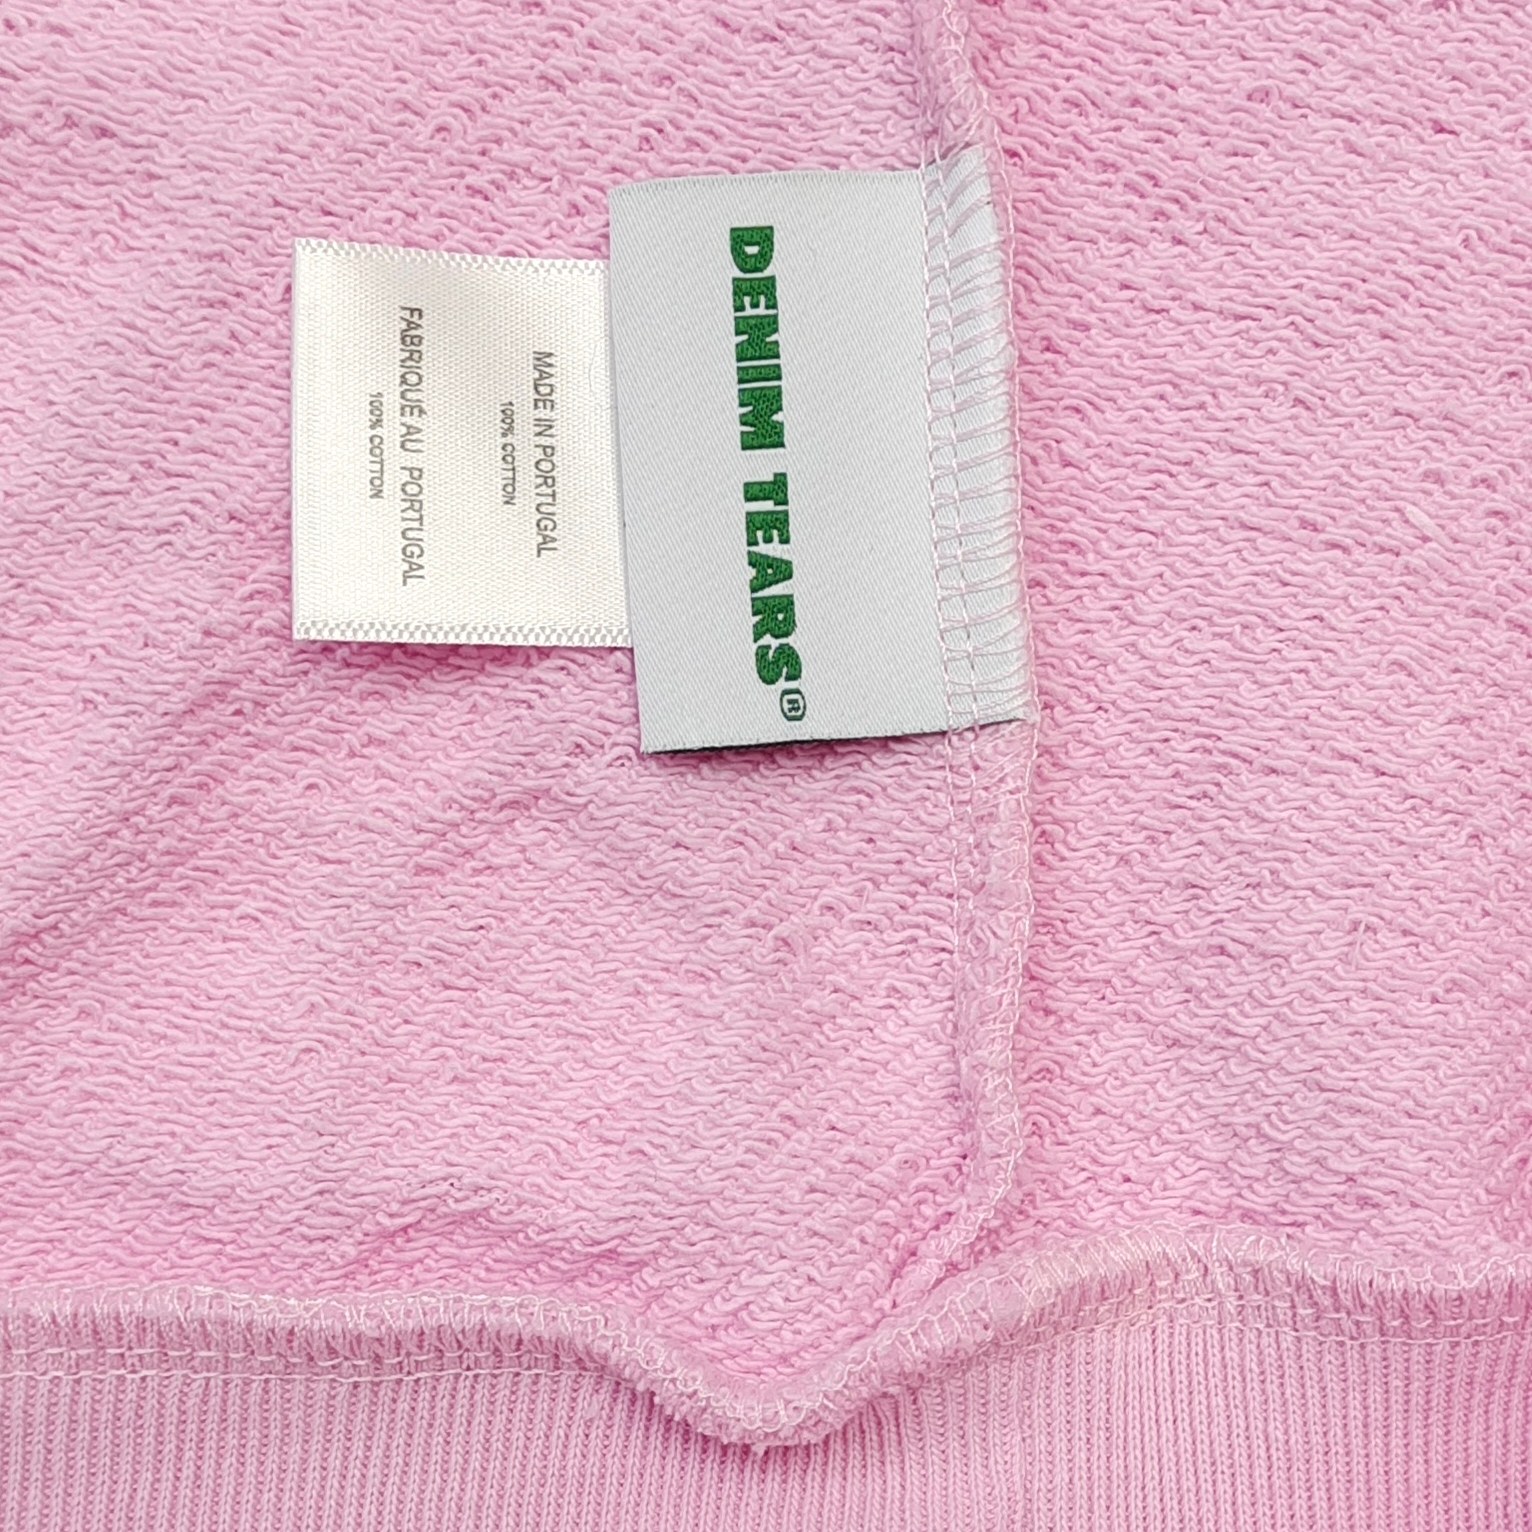 DENIM TEARS®
MADE IN PORTUGAL
100% COTTON
FABRIQUÉ AU PORTUGAL
100% COTTON